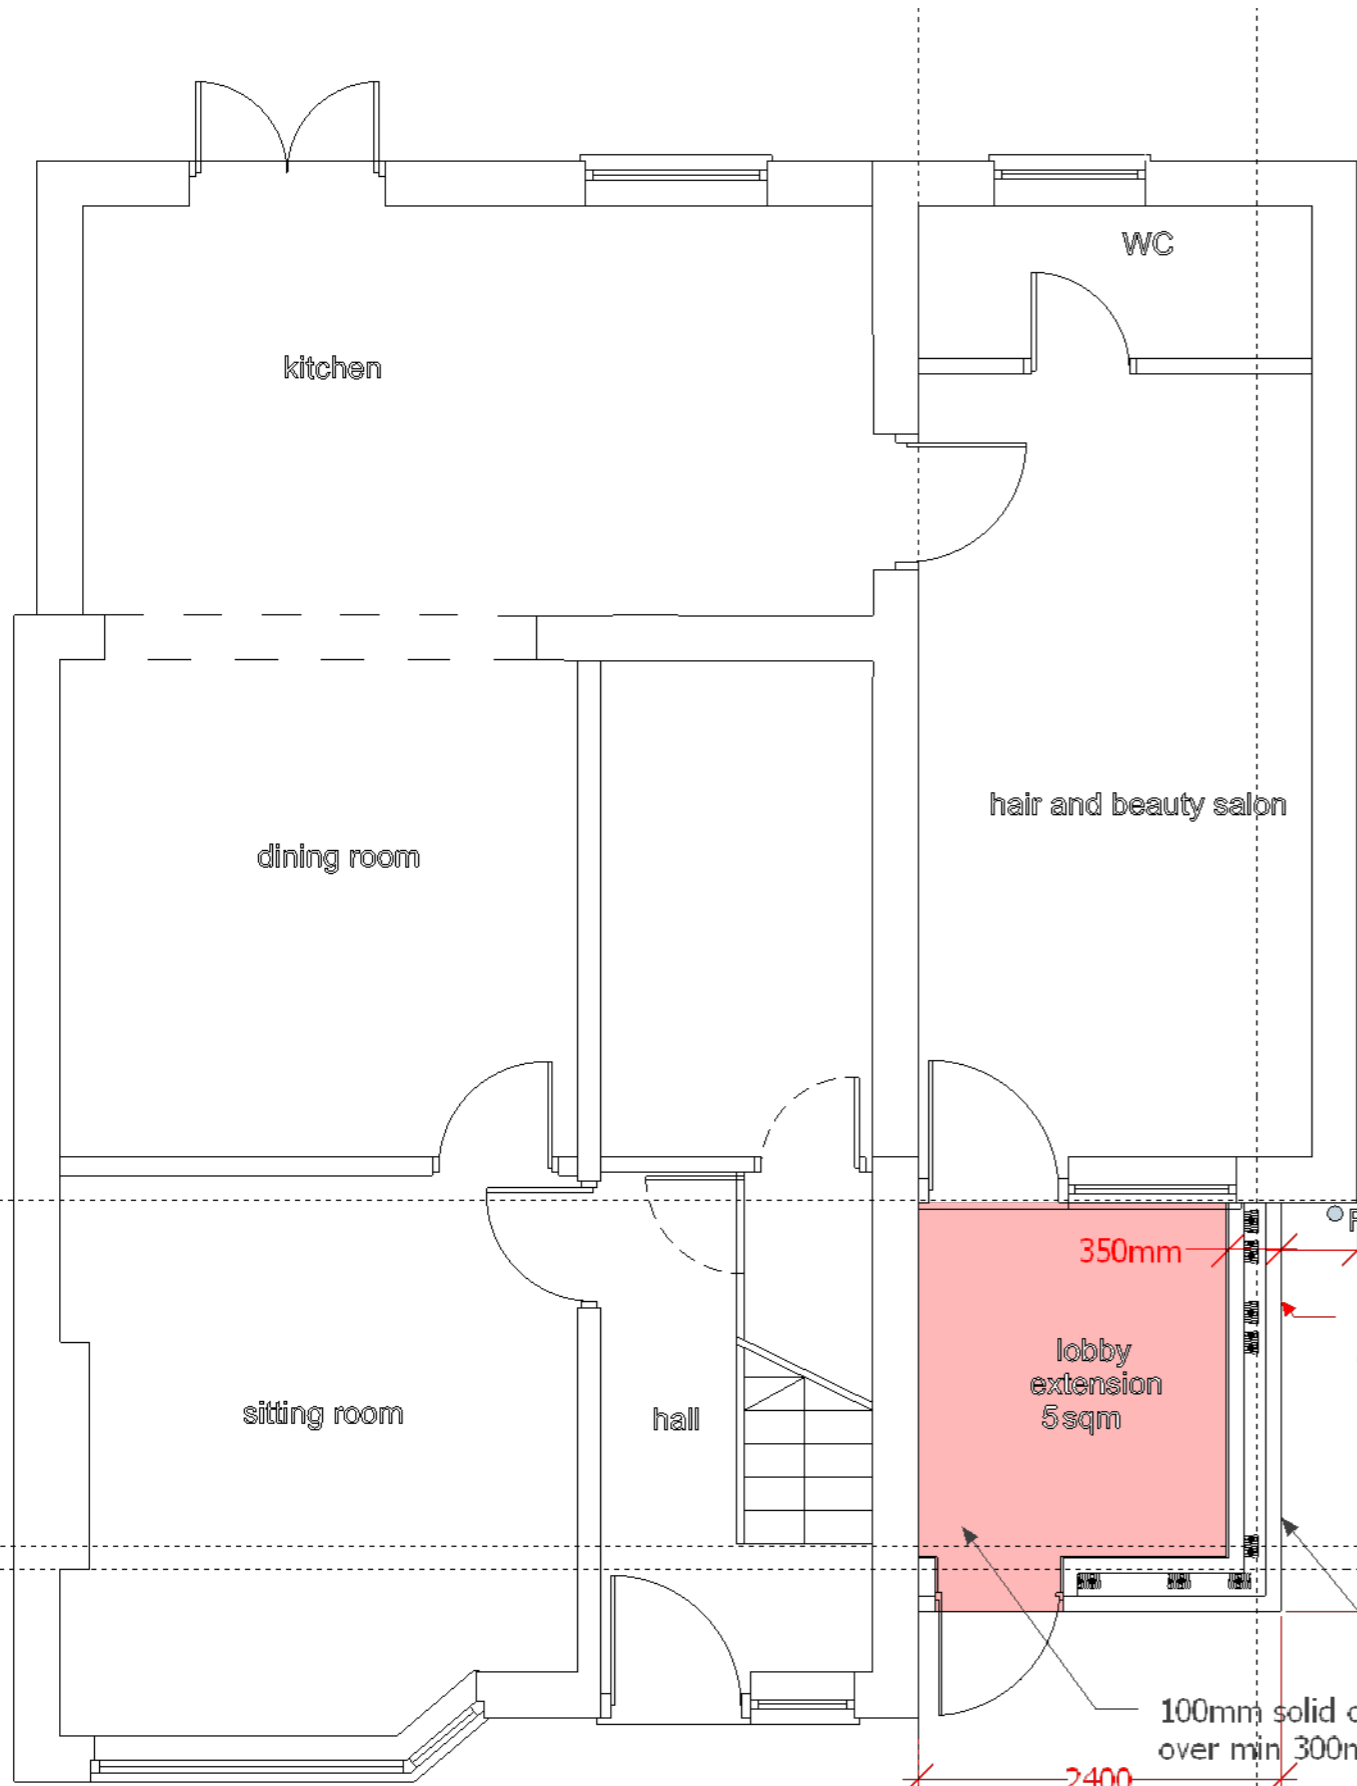 WC
kitchen
hair and beauty salon
dining room
350mm
lobby
extension
5 sqm
sitting room
hall
100mm solid
over min 300
2400